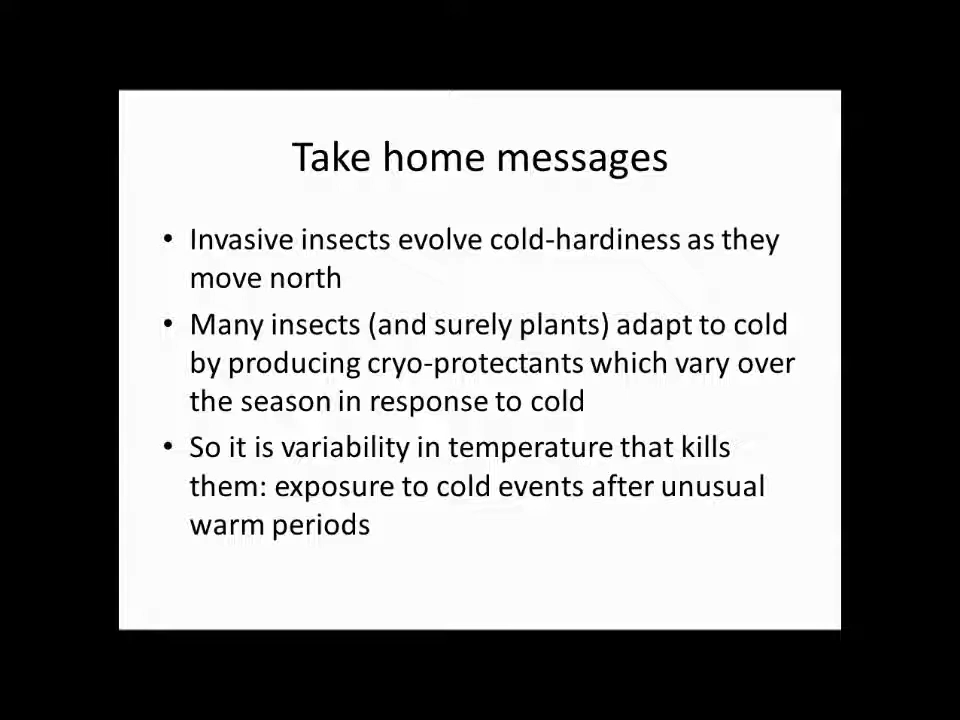 Take home messages
• Invasive insects evolve cold-hardiness as they
move north
• Many insects (and surely plants) adapt to cold
by producing cryo-protectants which vary over
the season in response to cold
• So it is variability in temperature that kills
them: exposure to cold events after unusual
warm periods